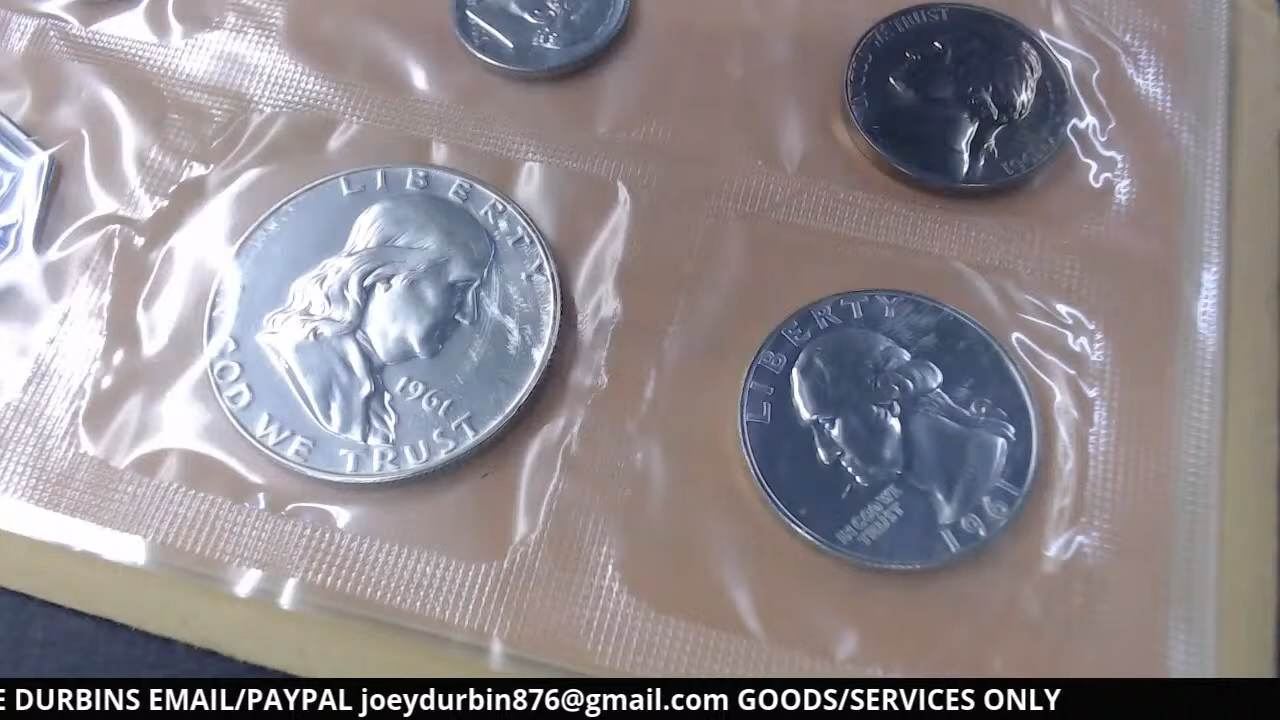 TRUST
LIBERTY
GOD WE TRUST
1961
LIBERTY
IN GOD WE
TRUST
1961
E DURBINS EMAIL/PAYPAL joeydurbin876@gmail.com GOODS/SERVICES ONLY